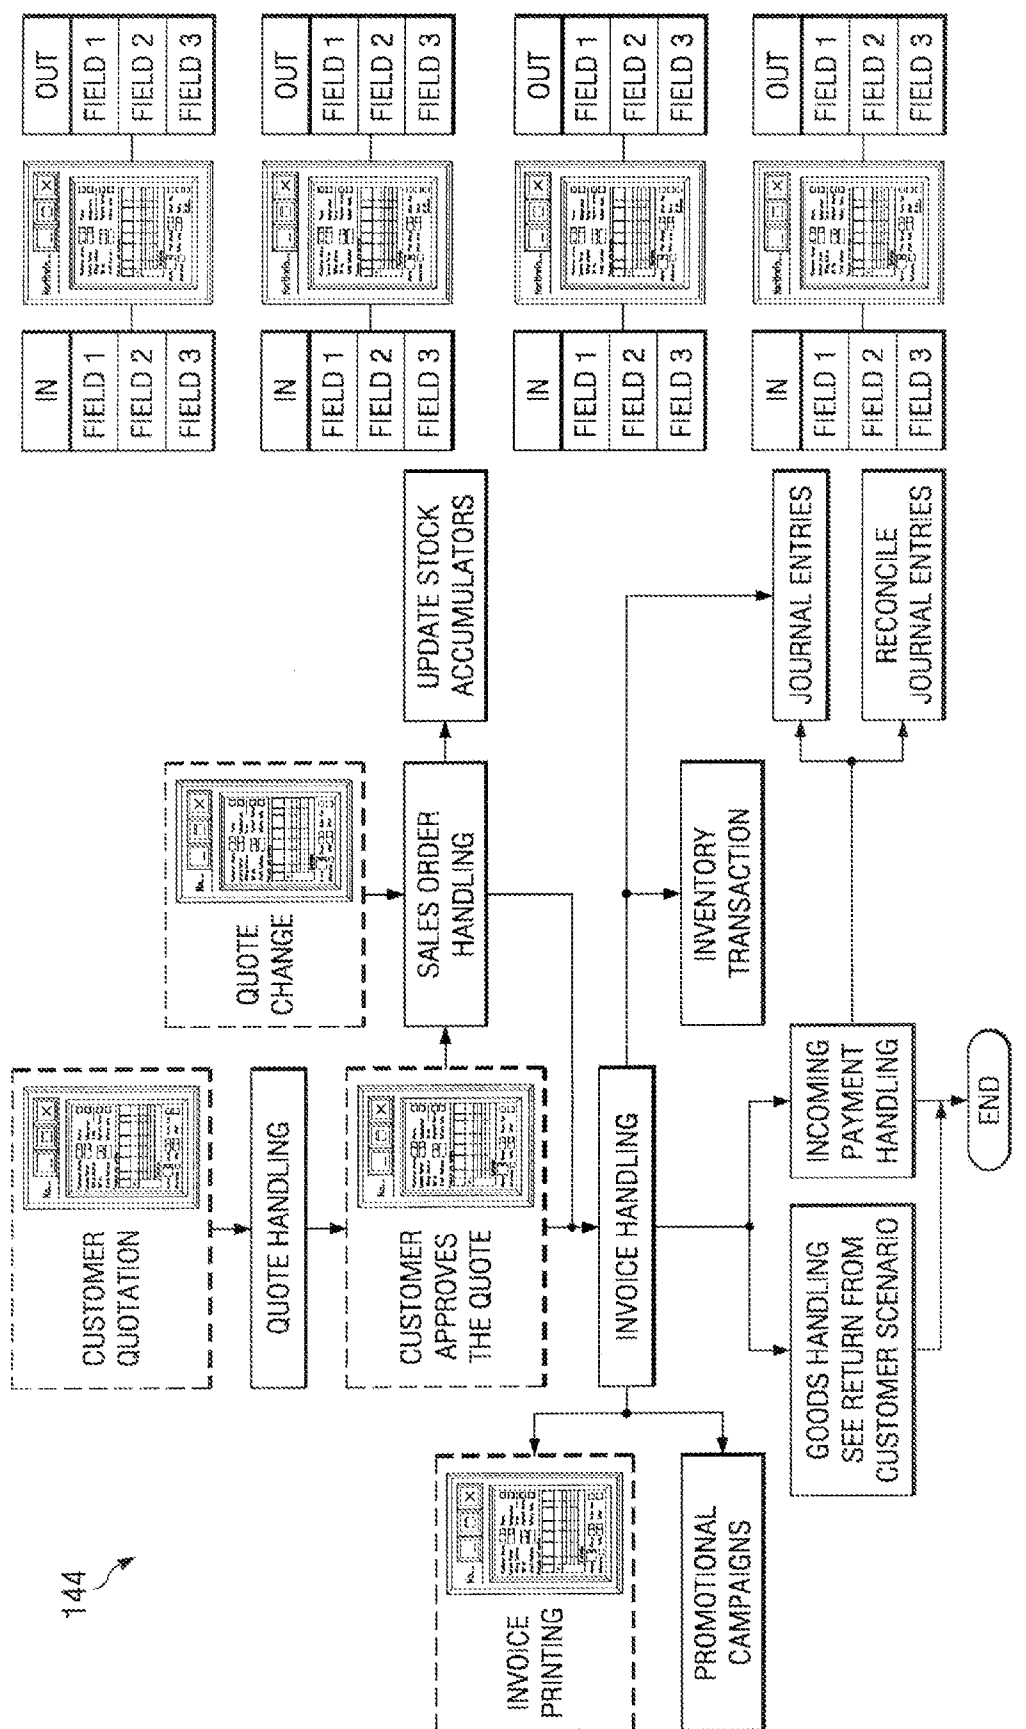 144
CUSTOMER
QUOTATION
QUOTE HANDLING
CUSTOMER
APPROVES
THE QUOTE
QUOTE
CHANGE
SALES ORDER
HANDLING
UPDATE STOCK
ACCUMULATORS
INVOICE
PRINTING
PROMOTIONAL
CAMPAIGNS
INVOICE HANDLING
INVENTORY
TRANSACTION
JOURNAL ENTRIES
RECONCILE
JOURNAL ENTRIES
GOODS HANDLING
SEE RETURN FROM
CUSTOMER SCENARIO
INCOMING
PAYMENT
HANDLING
END
IN
FIELD 1
FIELD 2
FIELD 3
OUT
FIELD 1
FIELD 2
FIELD 3
IN
FIELD 1
FIELD 2
FIELD 3
OUT
FIELD 1
FIELD 2
FIELD 3
IN
FIELD 1
FIELD 2
FIELD 3
OUT
FIELD 1
FIELD 2
FIELD 3
IN
FIELD 1
FIELD 2
FIELD 3
OUT
FIELD 1
FIELD 2
FIELD 3